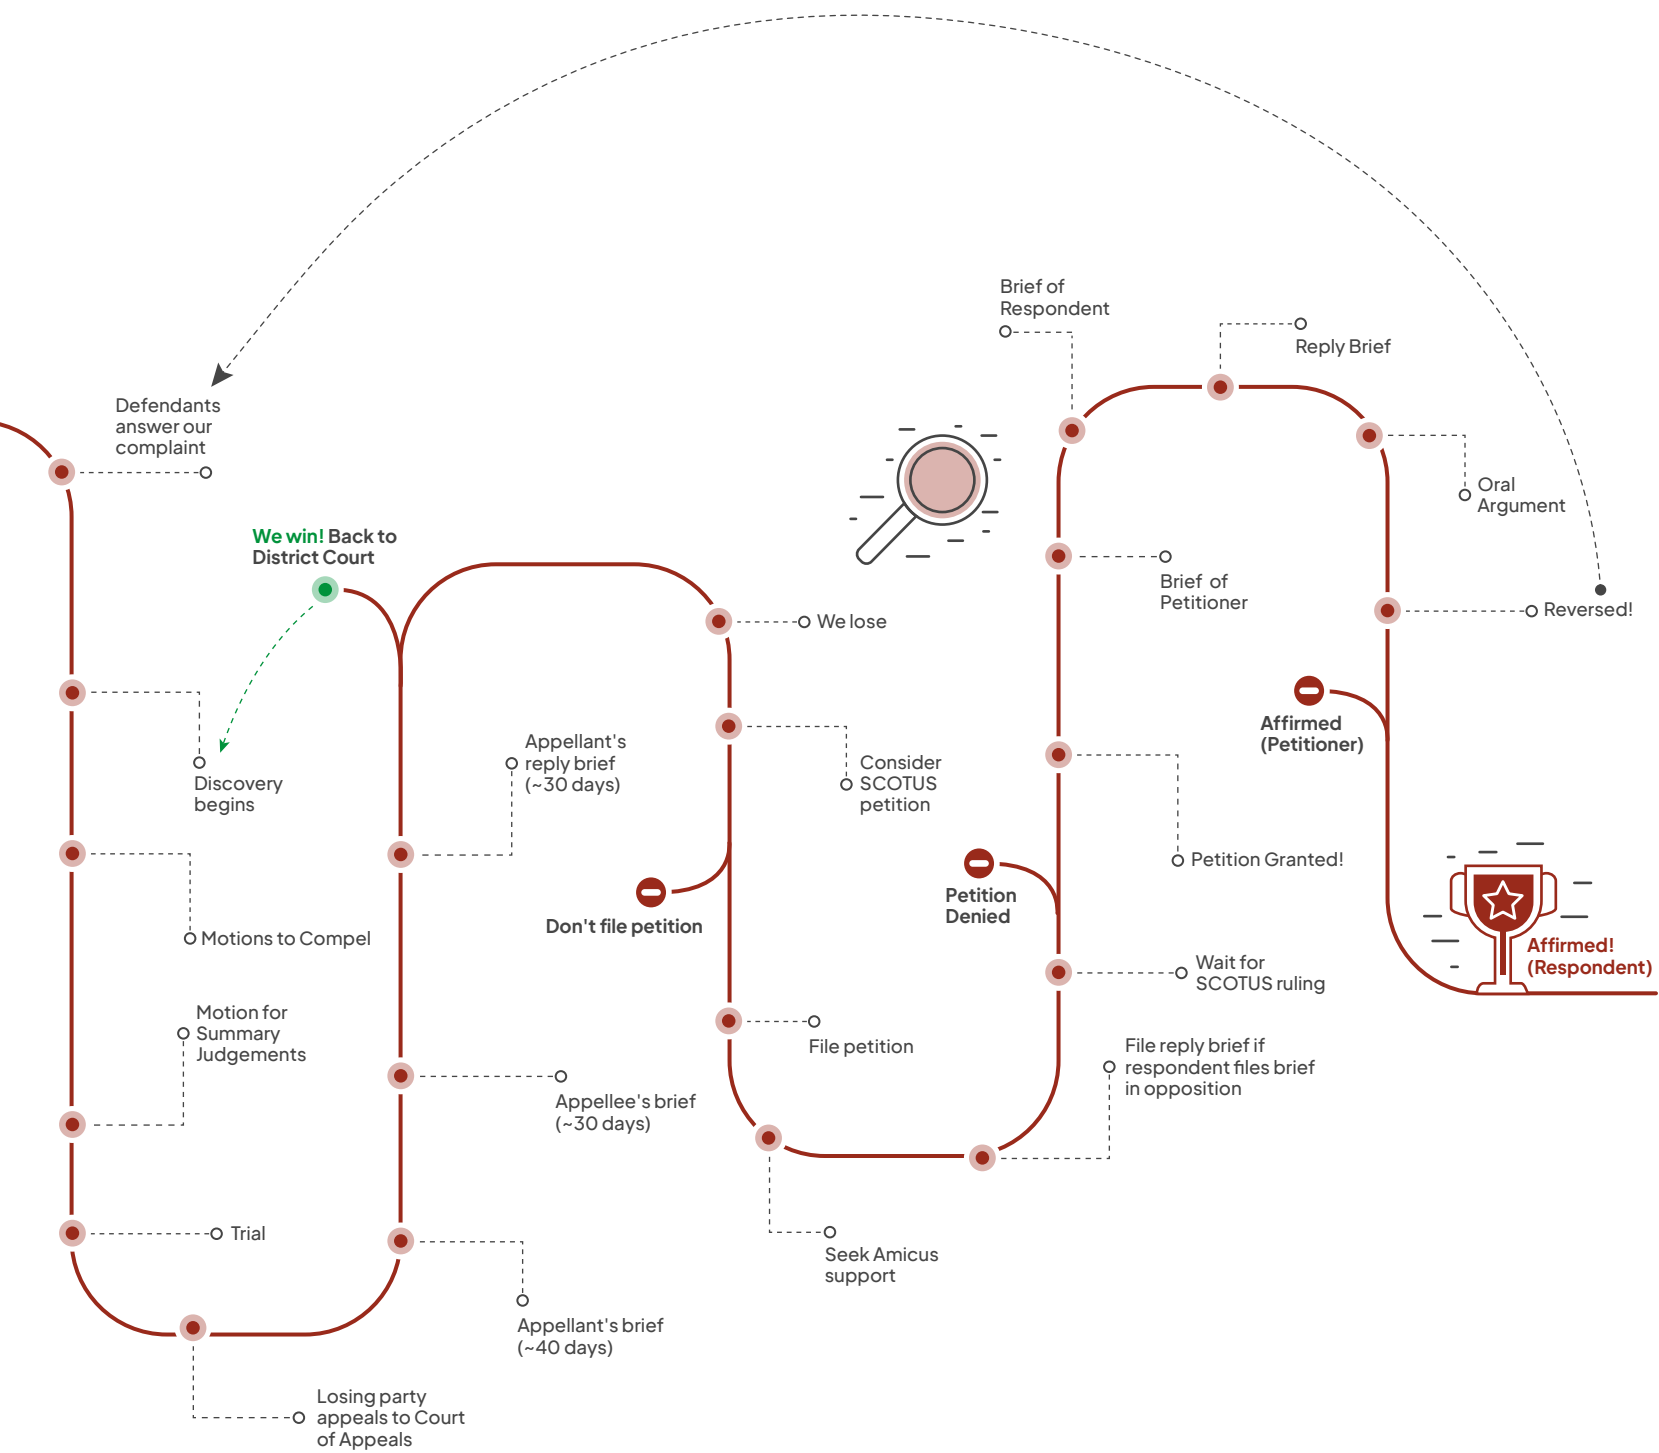 Defendants
answer our
complaint
We win! Back to
District Court
Discovery
begins
Motions to Compel
Motion for
Summary
Judgements
Trial
Losing party
appeals to Court
of Appeals
Appellant's brief
(~40 days)
Appellee's brief
(~30 days)
Appellant's
reply brief
(~30 days)
We lose
Consider
SCOTUS
petition
Don't file petition
File petition
Seek Amicus
support
File reply brief if
respondent files brief
in opposition
Wait for
SCOTUS ruling
Petition
Denied
Petition Granted!
Brief of
Petitioner
Brief of
Respondent
Reply Brief
Oral
Argument
Reversed!
Affirmed
(Petitioner)
Affirmed!
(Respondent)